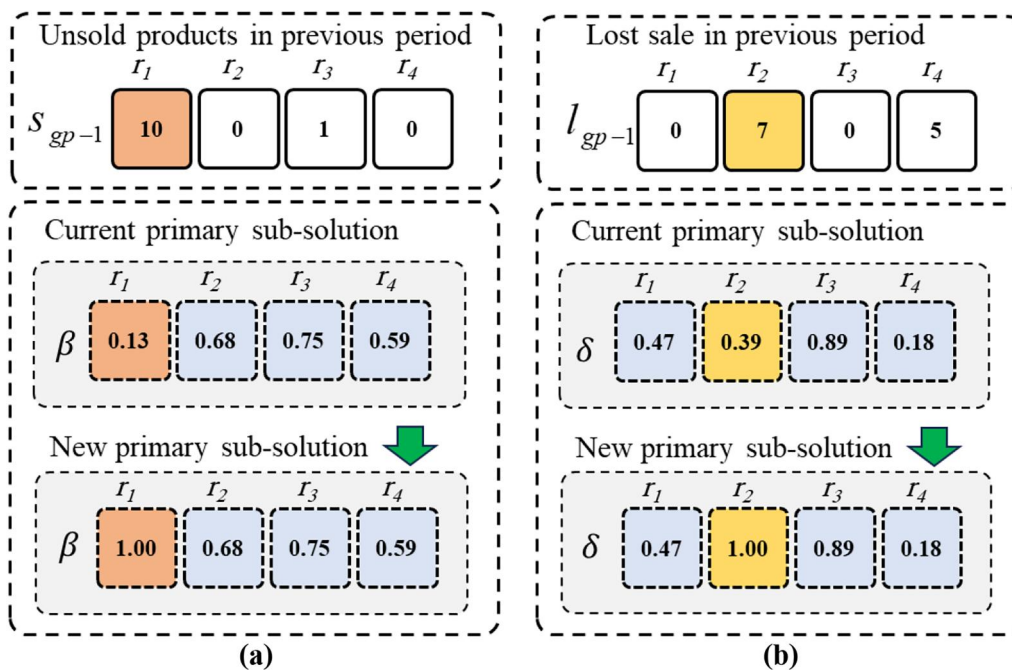 Unsold products in previous period
r1 r2 r3 r4
s gp−1 10 0 1 0
Current primary sub-solution
r1 r2 r3 r4
β 0.13 0.68 0.75 0.59
New primary sub-solution
r1 r2 r3 r4
β 1.00 0.68 0.75 0.59
(a)
Lost sale in previous period
r1 r2 r3 r4
l gp−1 0 7 0 5
Current primary sub-solution
r1 r2 r3 r4
δ 0.47 0.39 0.89 0.18
New primary sub-solution
r1 r2 r3 r4
δ 0.47 1.00 0.89 0.18
(b)